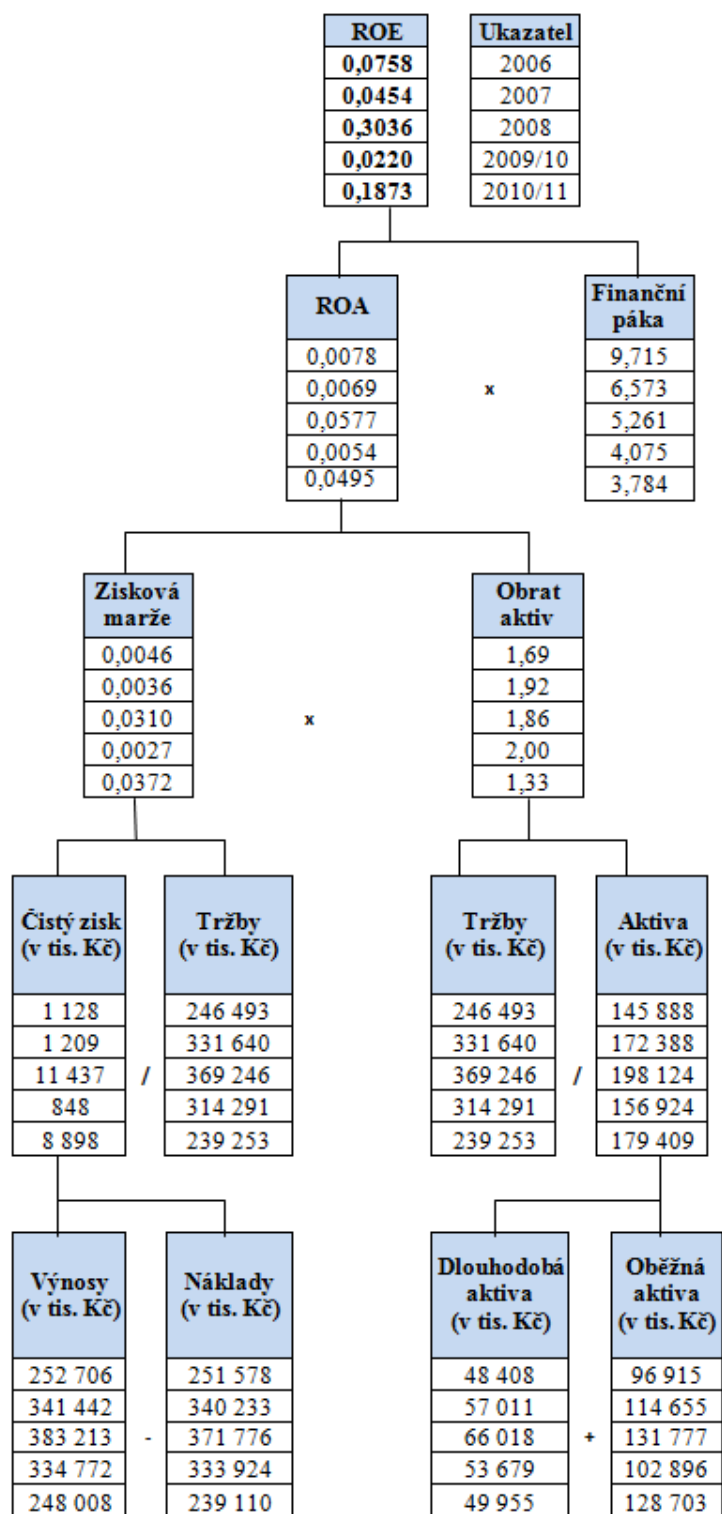 ROE Ukazatel
0,0758 2006
0,0454 2007
0,3036 2008
0,0220 2009/10
0,1873 2010/11
ROA
Finanční
páka
0,0078 9,715
0,0069 6,573
x
0,0577 5,261
0,0054 4,075
0,0495 3,784
Zisková
marže
Obrat
aktiv
0,0046 1,69
0,0036 1,92
0,0310 x 1,86
0,0027 2,00
0,0372 1,33
Čistý zisk
(v tis. Kč)
Tržby
(v tis. Kč)
Tržby
(v tis. Kč)
Aktiva
(v tis. Kč)
1 128 246 493 246 493 145 888
1 209 331 640 331 640 172 388
11 437 / 369 246 369 246 / 198 124
848 314 291 314 291 156 924
8 898 239 253 239 253 179 409
Výnosy
(v tis. Kč)
Náklady
(v tis. Kč)
Dlouhodobá
aktiva
(v tis. Kč)
Oběžná
aktiva
(v tis. Kč)
252 706 251 578 48 408 96 915
341 442 340 233 57 011 114 655
383 213 - 371 776 66 018 + 131 777
334 772 333 924 53 679 102 896
248 008 239 110 49 955 128 703